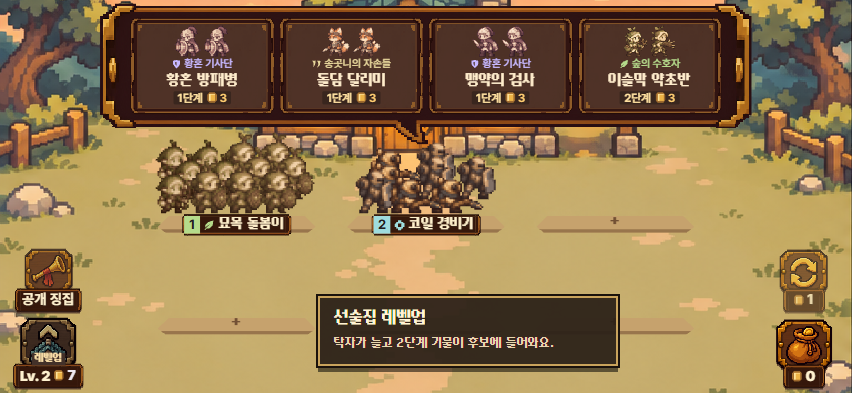 황혼 기사단
황혼 방패병
1단계 3
송곳니의 자손들
돌담 달리미
1단계 3
황혼 기사단
맹약의 검사
1단계 3
숲의 수호자
이슬막 약초반
2단계 3
1 묘목 돌봄이
2 코일 경비기
+
공개 징집
1
+
선술집 레벨업
탁자가 늘고 2단계 기물이 후보에 들어와요.
레벨업
Lv. 2 7
0